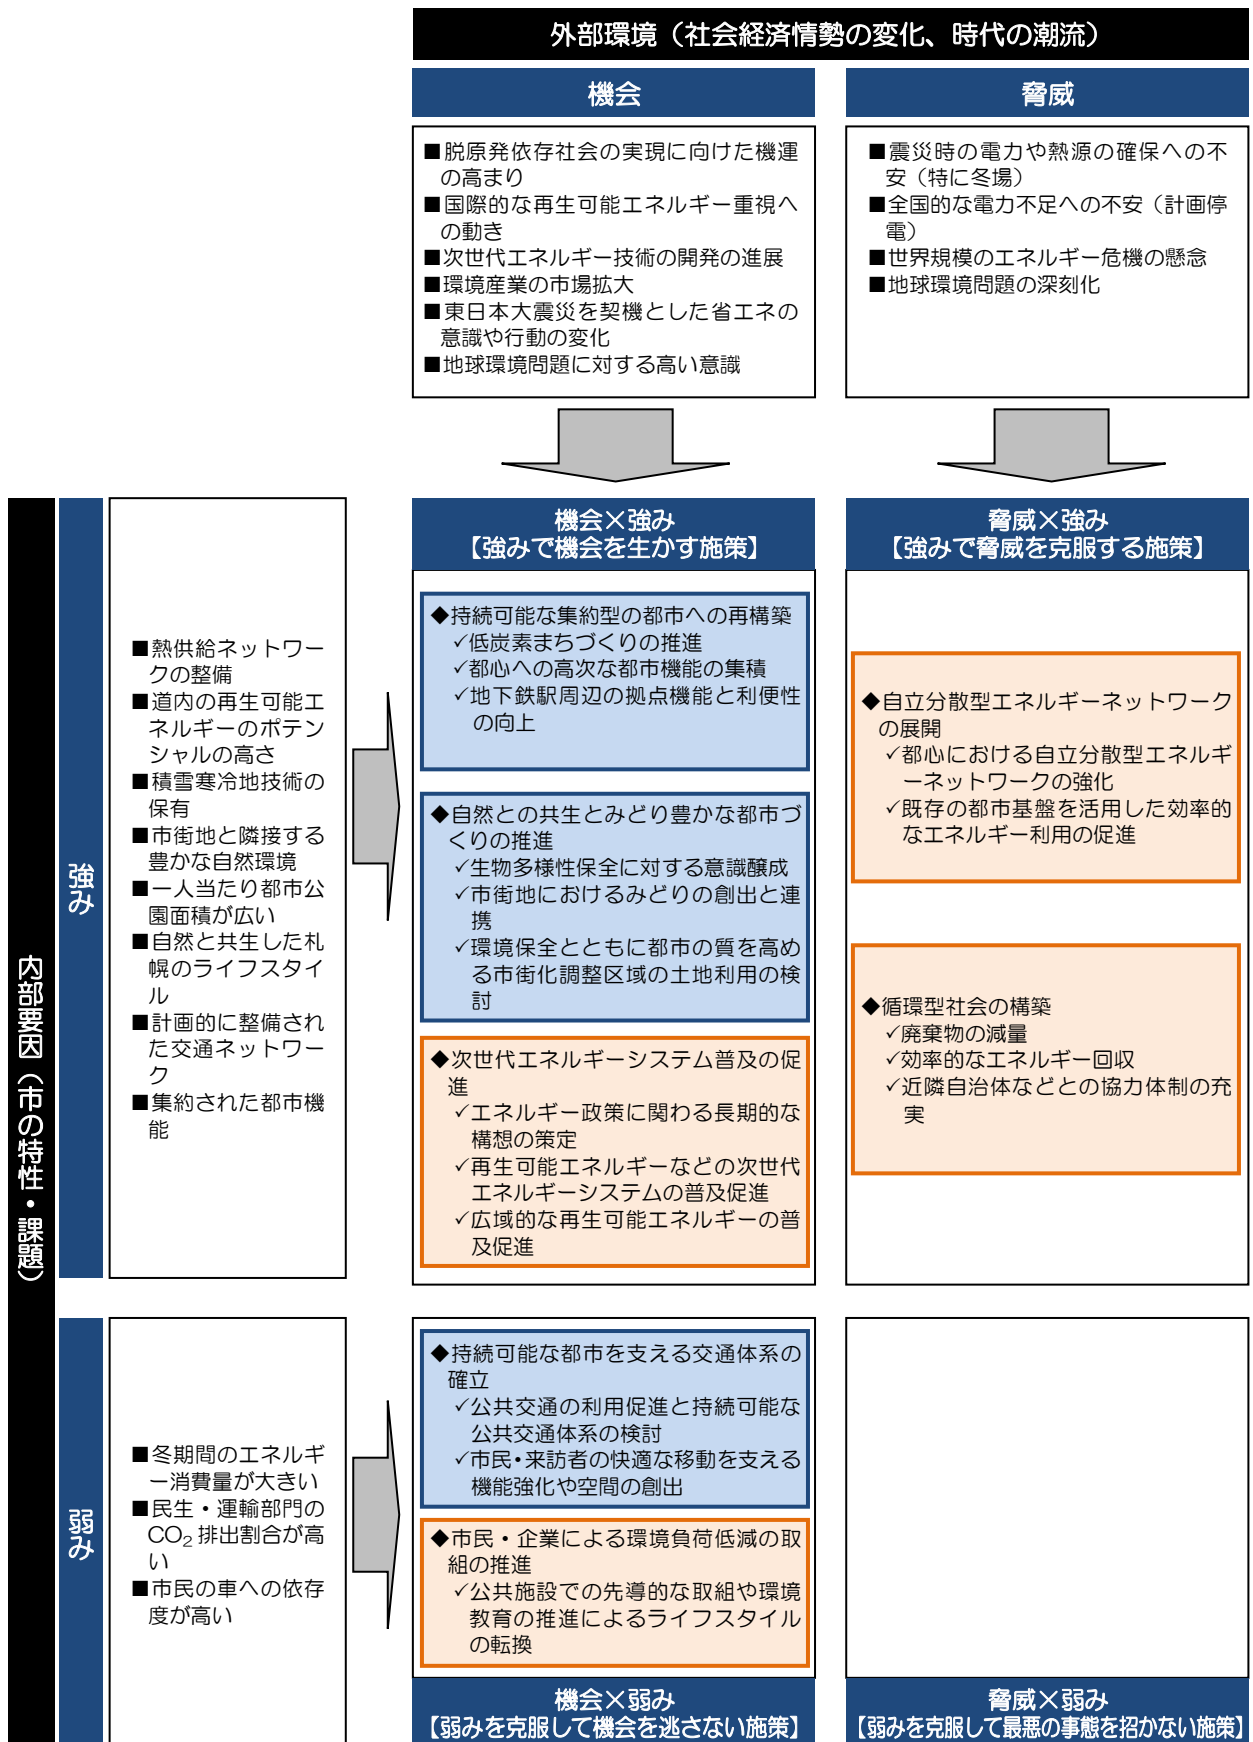 外部環境（社会経済情勢の変化、時代の潮流）
機会
脅威
■脱原発依存社会の実現に向けた機運
の高まり
■国際的な再生可能エネルギー重視へ
の動き
■次世代エネルギー技術の開発の進展
■環境産業の市場拡大
■東日本大震災を契機とした省エネの
意識や行動の変化
■地球環境問題に対する高い意識
■震災時の電力や熱源の確保への不
安（特に冬場）
■全国的な電力不足への不安（計画停
電）
■世界規模のエネルギー危機の懸念
■地球環境問題の深刻化
内部要因（市の特性・課題）
強み
■熱供給ネットワー
クの整備
■道内の再生可能エ
ネルギーのポテン
シャルの高さ
■積雪寒冷地技術の
保有
■市街地と隣接する
豊かな自然環境
■一人当たり都市公
園面積が広い
■自然と共生した札
幌のライフスタイ
ル
■計画的に整備され
た交通ネットワー
ク
■集約された都市機
能
機会×強み
【強みで機会を生かす施策】
◆持続可能な集約型の都市への再構築
✓低炭素まちづくりの推進
✓都心への高次な都市機能の集積
✓地下鉄駅周辺の拠点機能と利便性
の向上
◆自然との共生とみどり豊かな都市づ
くりの推進
✓生物多様性保全に対する意識醸成
✓市街地におけるみどりの創出と連
携
✓環境保全とともに都市の質を高め
る市街化調整区域の土地利用の検
討
◆次世代エネルギーシステム普及の促
進
✓エネルギー政策に関わる長期的な
構想の策定
✓再生可能エネルギーなどの次世代
エネルギーシステムの普及促進
✓広域的な再生可能エネルギーの普
及促進
脅威×強み
【強みで脅威を克服する施策】
◆自立分散型エネルギーネットワーク
の展開
✓都心における自立分散型エネルギ
ーネットワークの強化
✓既存の都市基盤を活用した効率的
なエネルギー利用の促進
◆循環型社会の構築
✓廃棄物の減量
✓効率的なエネルギー回収
✓近隣自治体などとの協力体制の充
実
弱み
■冬期間のエネルギ
ー消費量が大きい
■民生・運輸部門の
CO₂排出割合が高
い
■市民の車への依存
度が高い
◆持続可能な都市を支える交通体系の
確立
✓公共交通の利用促進と持続可能な
公共交通体系の検討
✓市民・来訪者の快適な移動を支える
機能強化や空間の創出
◆市民・企業による環境負荷低減の取
組の推進
✓公共施設での先導的な取組や環境
教育の推進によるライフスタイル
の転換
機会×弱み
【弱みを克服して機会を逃さない施策】
脅威×弱み
【弱みを克服して最悪の事態を招かない施策】